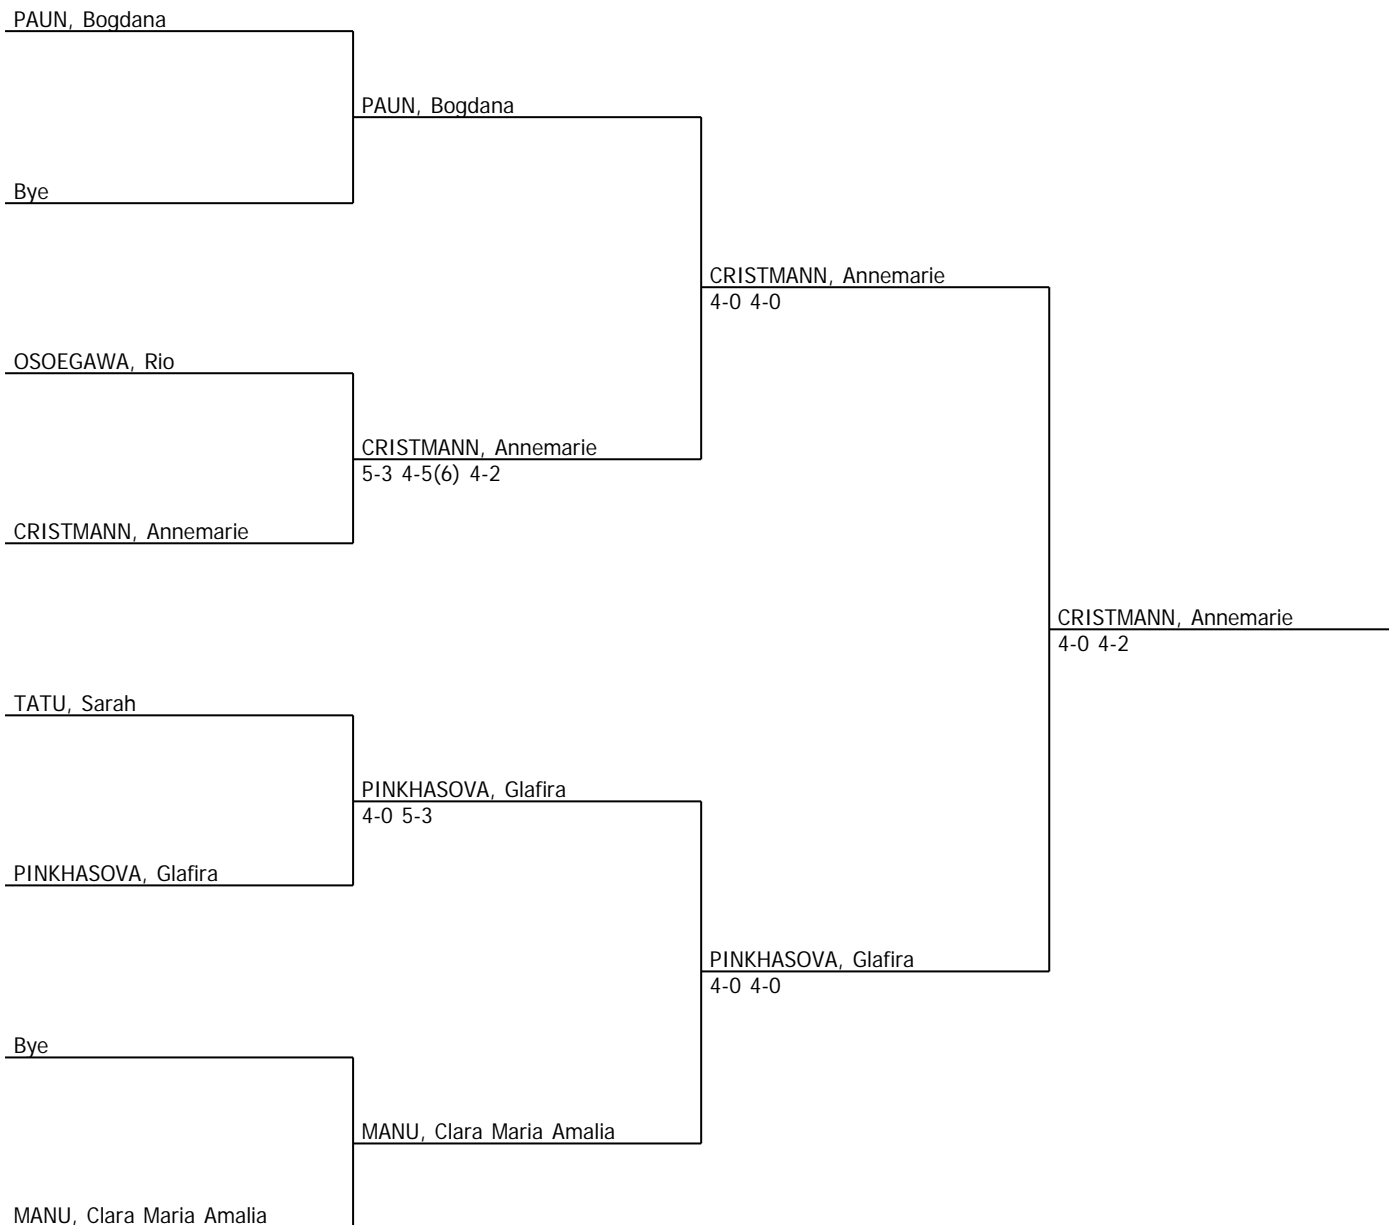 PAUN, Bogdana
PAUN, Bogdana
Bye
CRISTMANN, Annemarie
4-0 4-0
OSOEGAWA, Rio
CRISTMANN, Annemarie
5-3 4-5(6) 4-2
CRISTMANN, Annemarie
CRISTMANN, Annemarie
4-0 4-2
TATU, Sarah
PINKHASOVA, Glafira
4-0 5-3
PINKHASOVA, Glafira
PINKHASOVA, Glafira
4-0 4-0
Bye
MANU, Clara Maria Amalia
MANU, Clara Maria Amalia